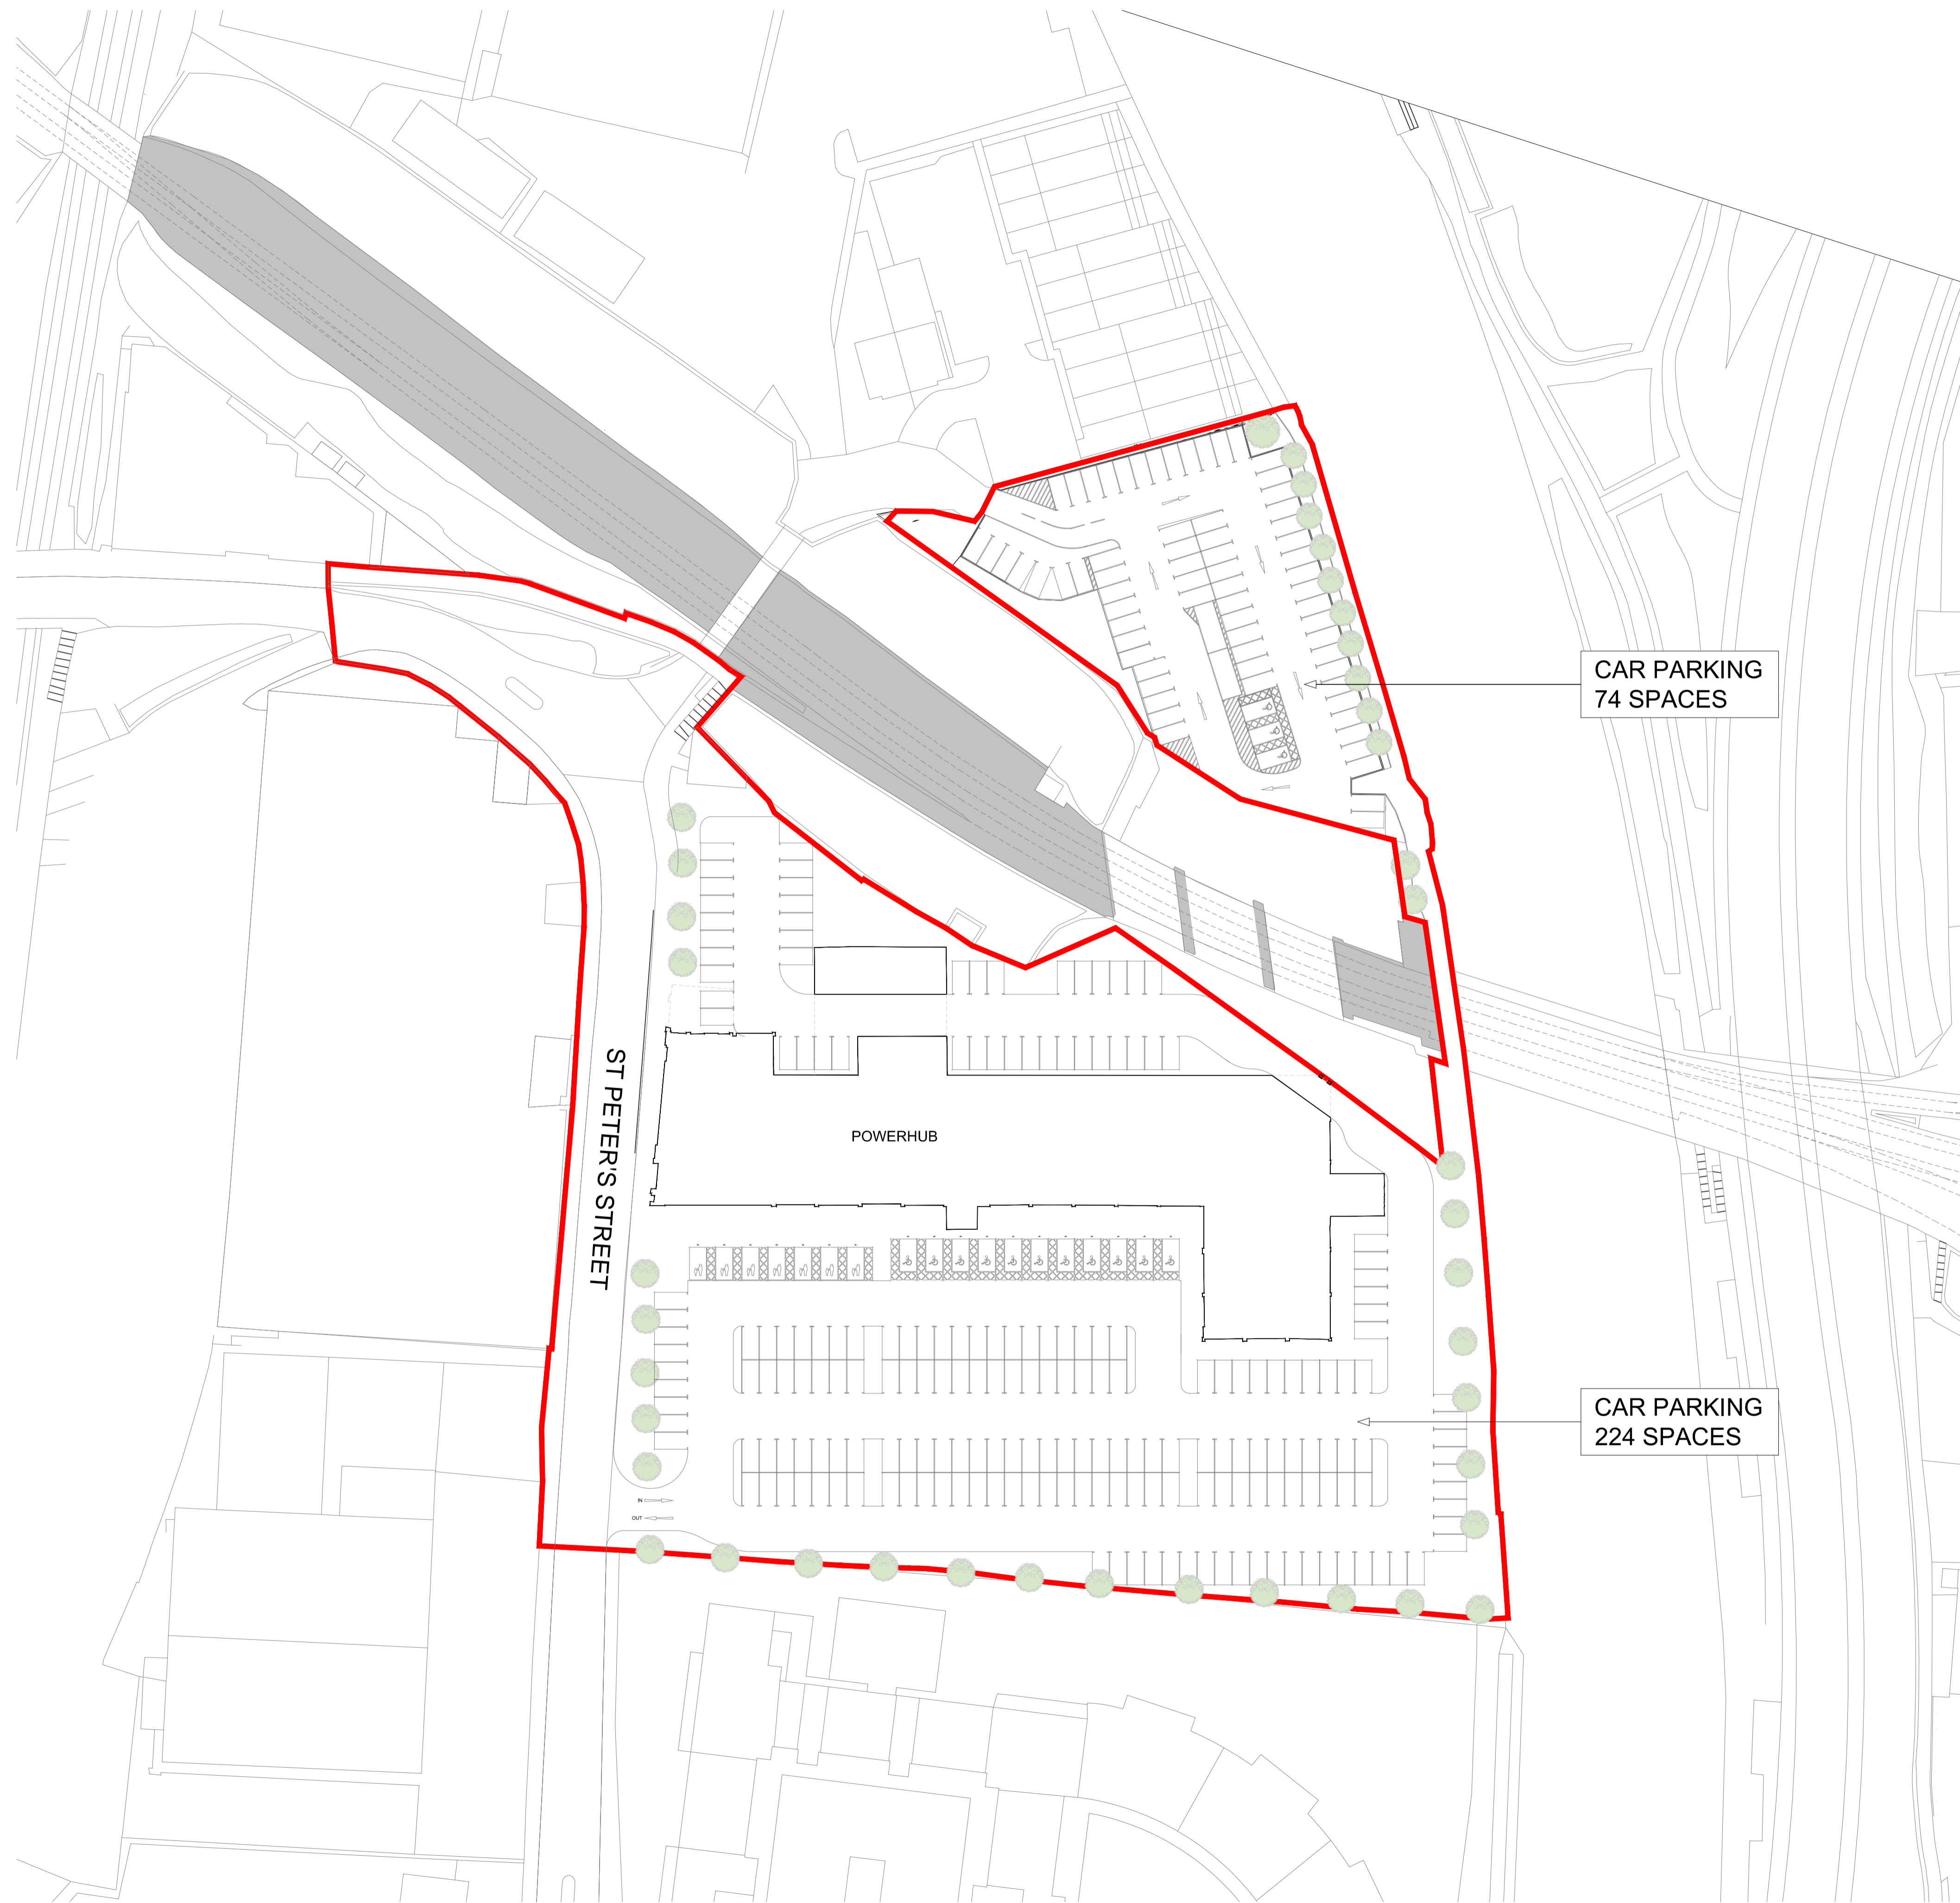 CAR PARKING
74 SPACES
ST PETER'S STREET
POWERHUB
CAR PARKING
224 SPACES
IN
OUT